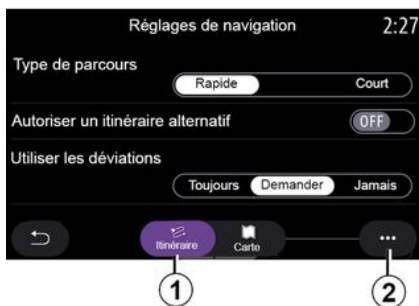 Réglages de navigation 2:27
Type de parcours
Rapide Court
Autoriser un itinéraire alternatif OFF
Utiliser les déviations
Toujours Demander Jamais
Itinéraire Carte
1 2